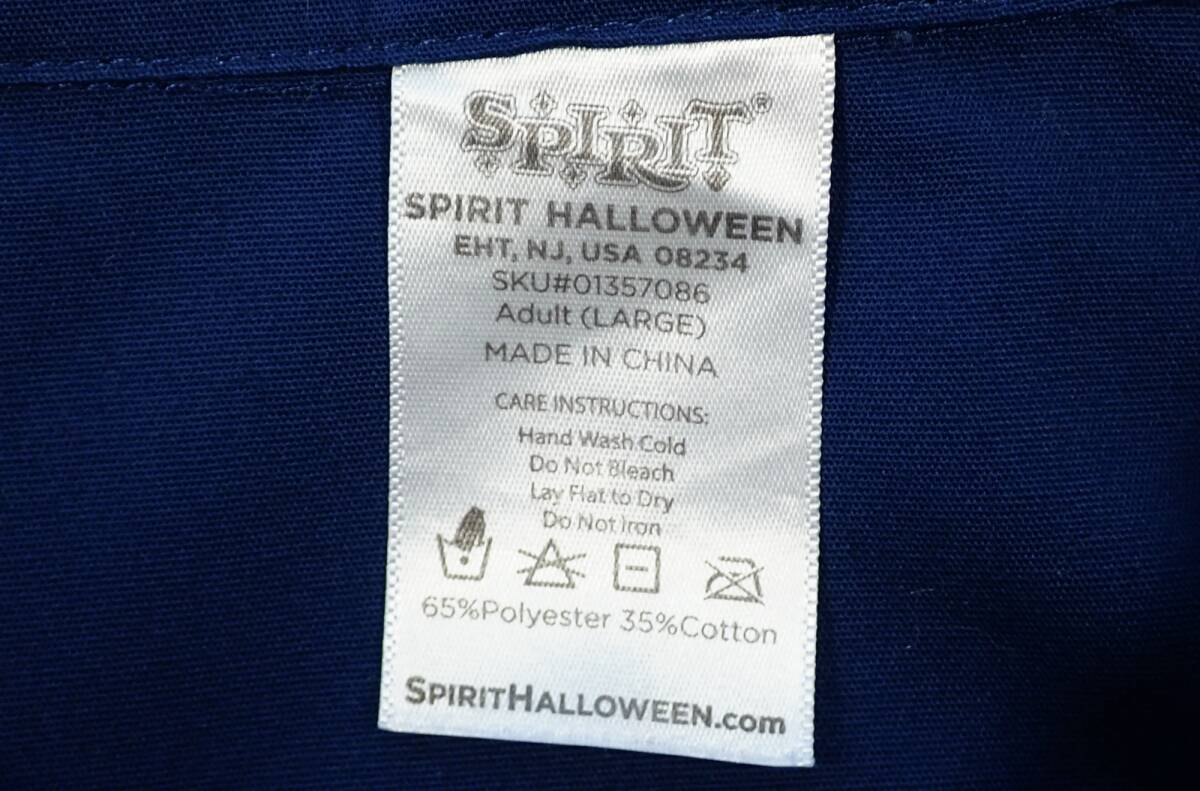 SPIRIT®
SPIRIT HALLOWEEN
EHT, NJ, USA 08234
SKU#01357086
Adult (LARGE)
MADE IN CHINA
CARE INSTRUCTIONS:
Hand Wash Cold
Do Not Bleach
Lay Flat to Dry
Do Not Iron
65%Polyester 35%Cotton
SPIRITHALLOWEEN.com